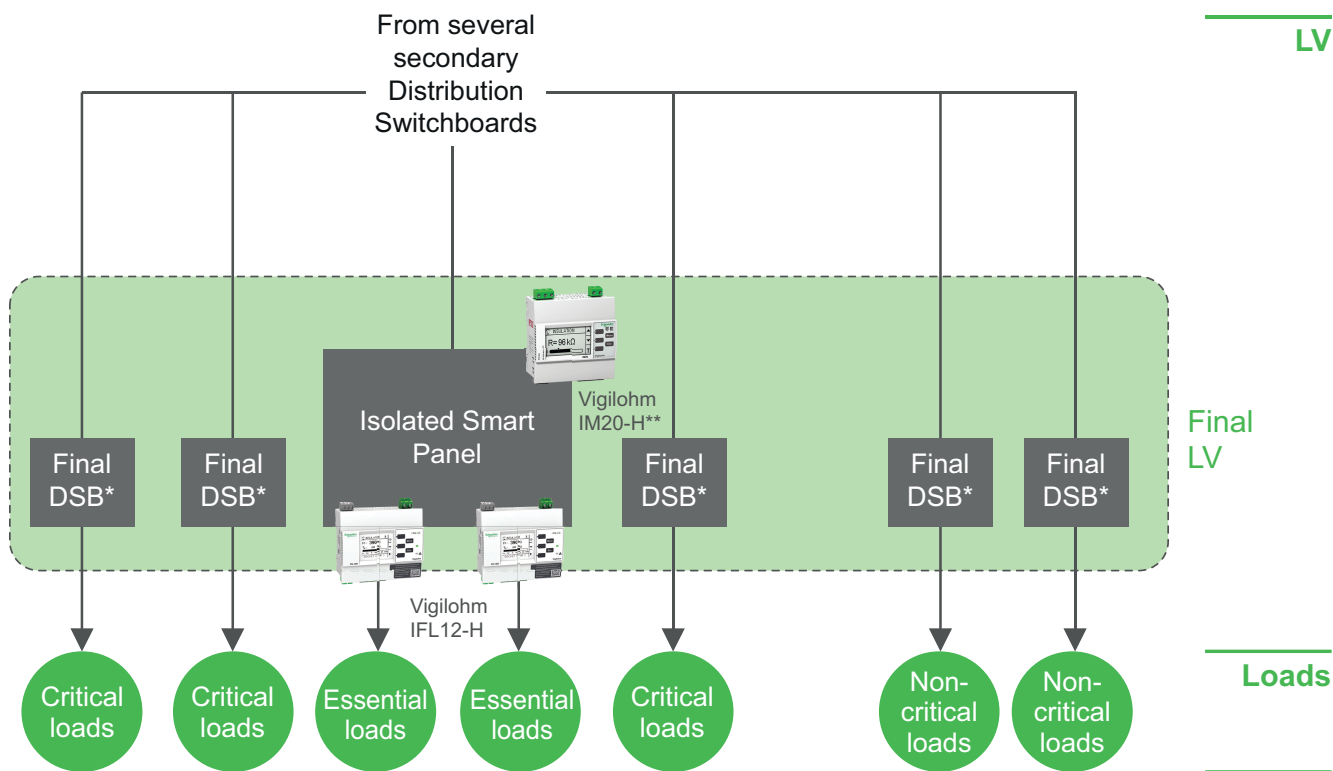 From several
secondary
Distribution
Switchboards
LV
INSULATION
R= 96 kΩ
Vigilohm
IM20-H**
Isolated Smart
Panel
Final
DSB*
Final
DSB*
Final
DSB*
Final
DSB*
Final
DSB*
Final
LV
Vigilohm
IFL12-H
Loads
Critical
loads
Critical
loads
Essential
loads
Essential
loads
Critical
loads
Non-
critical
loads
Non-
critical
loads